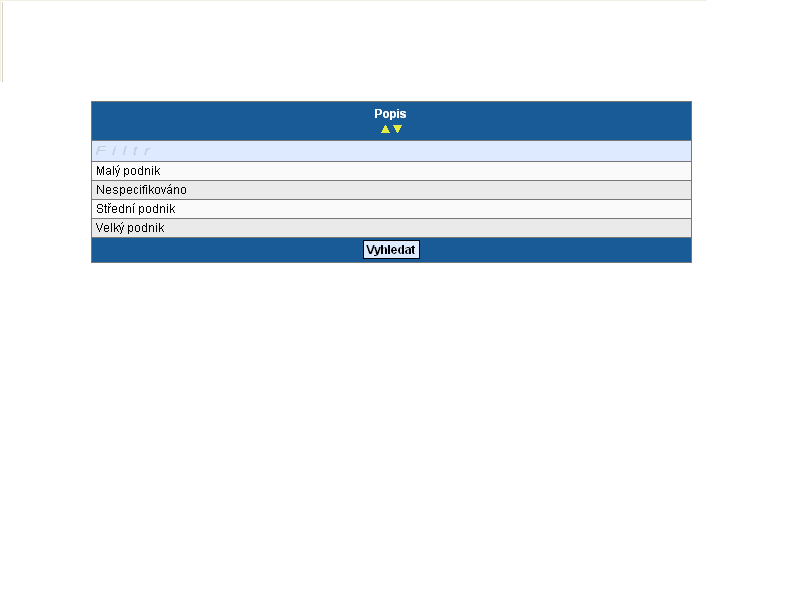 Popis
▲▼
Filtr
Malý podnik
Nespecifikováno
Střední podnik
Velký podnik
Vyhledat